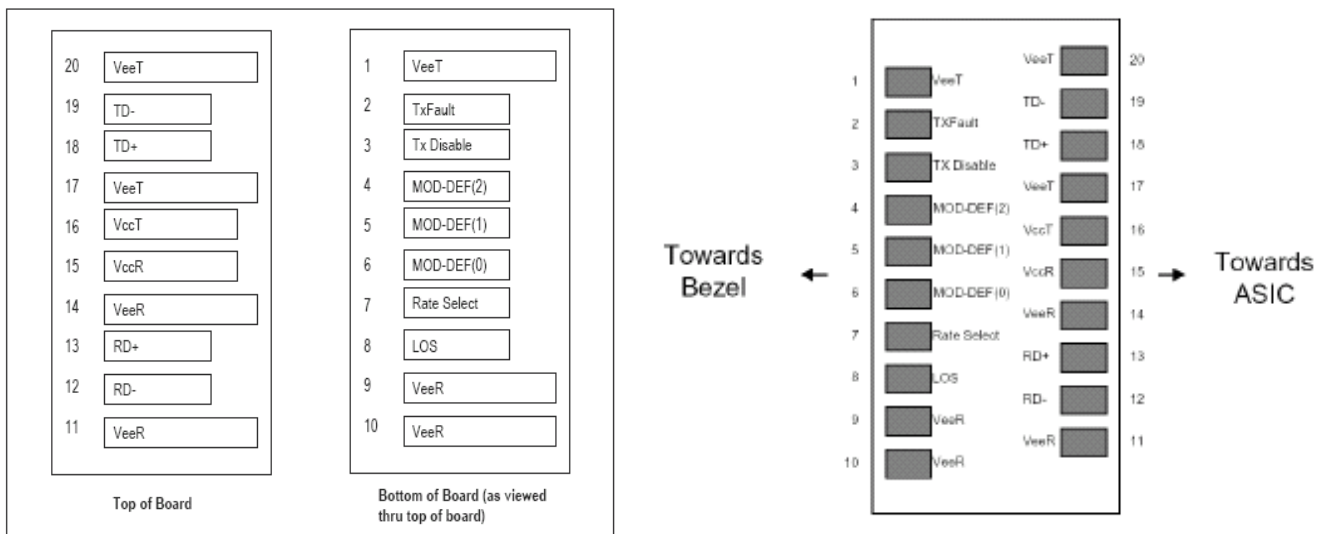 20 VeeT
19 TD-
18 TD+
17 VeeT
16 VccT
15 VccR
14 VeeR
13 RD+
12 RD-
11 VeeR
Top of Board
1 VeeT
2 TxFault
3 Tx Disable
4 MOD-DEF(2)
5 MOD-DEF(1)
6 MOD-DEF(0)
7 Rate Select
8 LOS
9 VeeR
10 VeeR
Bottom of Board (as viewed
thru top of board)
Towards
Bezel
1 VeeT
2 TXFault
3 TX Disable
4 MOD-DEF(2)
5 MOD-DEF(1)
6 MOD-DEF(0)
7 Rate Select
8 LOS
9 VeeR
10 VeeR
VeeT 20
TD- 19
TD+ 18
VeeT 17
VccT 16
VccR 15
VeeR 14
RD+ 13
RD- 12
VeeR 11
Towards
ASIC